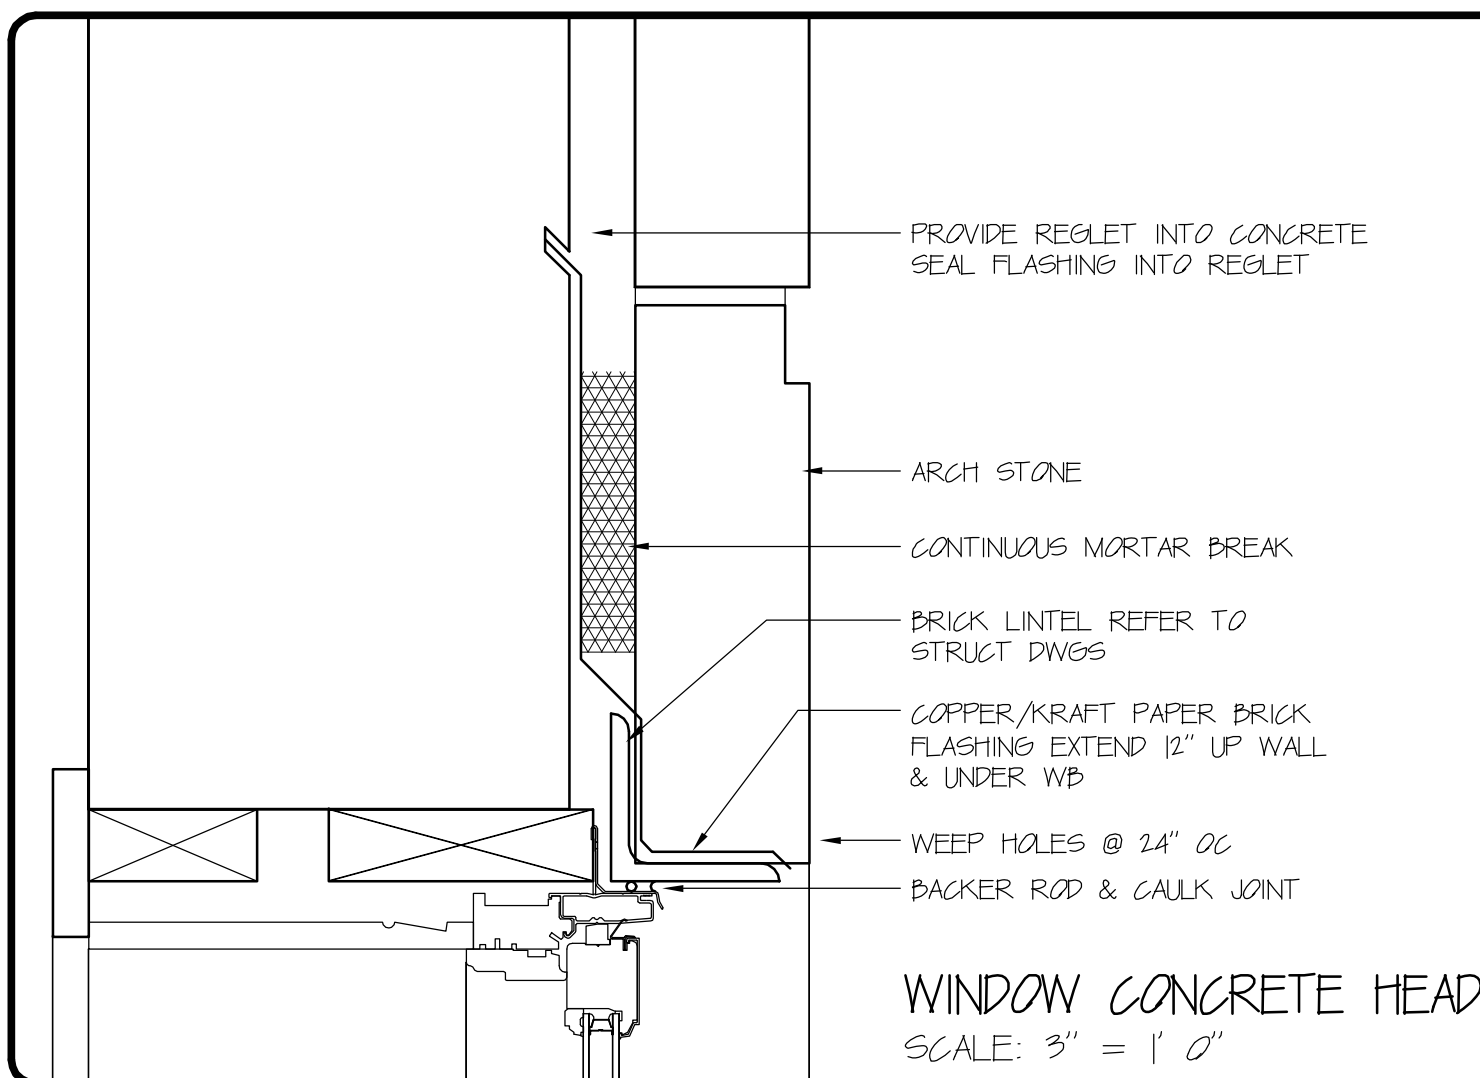 PROVIDE REGLET INTO CONCRETE
SEAL FLASHING INTO REGLET
ARCH STONE
CONTINUOUS MORTAR BREAK
BRICK LINTEL REFER TO
STRUCT DWGS
COPPER/KRAFT PAPER BRICK
FLASHING EXTEND 12" UP WALL
& UNDER WB
WEEP HOLES @ 24" OC
BACKER ROD & CAULK JOINT
WINDOW CONCRETE HEAD
SCALE: 3" = 1' 0"